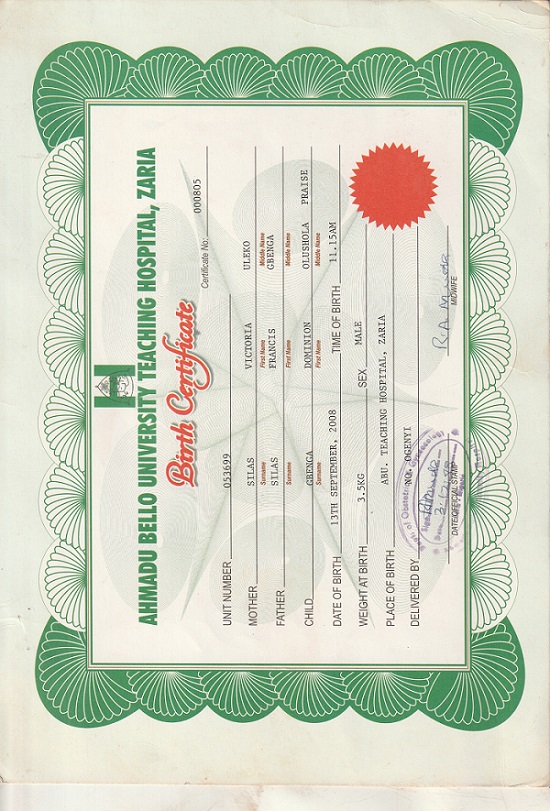 AHMADU BELLO UNIVERSITY TEACHING HOSPITAL, ZARIA
Birth Certificate
Certificate No: 000805
UNIT NUMBER 053699
MOTHER SILAS VICTORIA ULEKO
Surname First Name Middle Name
FATHER SILAS FRANCIS GBENGA
Surname First Name Middle Name
CHILD GBENGA DOMINION OLUSHOLA PRAISE
Surname First Name Middle Name
DATE OF BIRTH 13TH SEPTEMBER, 2008 TIME OF BIRTH 11.15AM
WEIGHT AT BIRTH 3.5KG SEX MALE
PLACE OF BIRTH ABU. TEACHING HOSPITAL, ZARIA
DELIVERED BY NO. OGENYI
DATE/OFFICIAL STAMP MIDWIFE